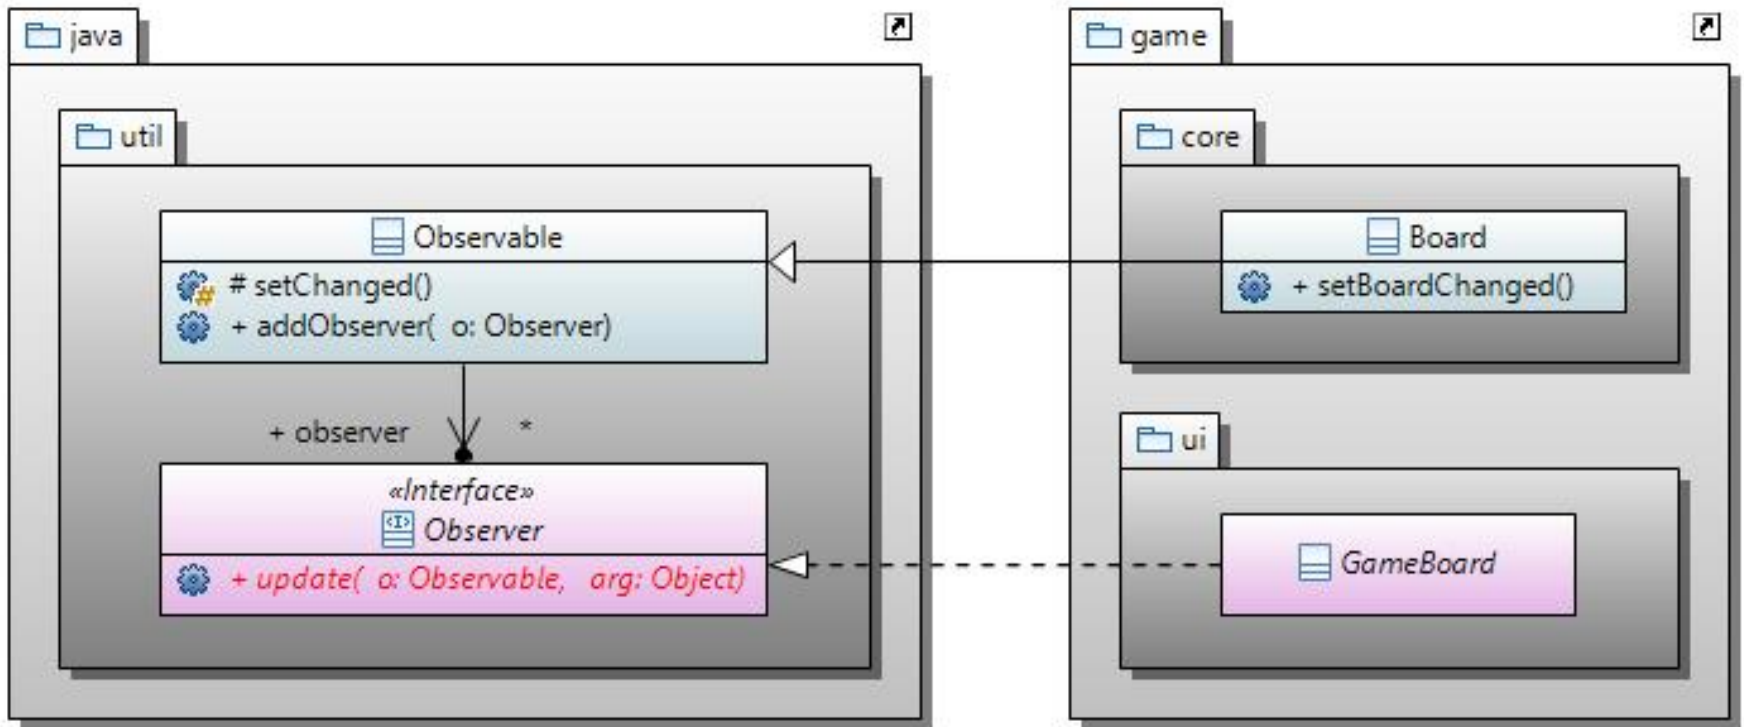 java
util
Observable
# setChanged()
+ addObserver( o: Observer)
+ observer
*
«Interface»
<I>
Observer
+ update( o: Observable, arg: Object)
game
core
Board
+ setBoardChanged()
ui
GameBoard